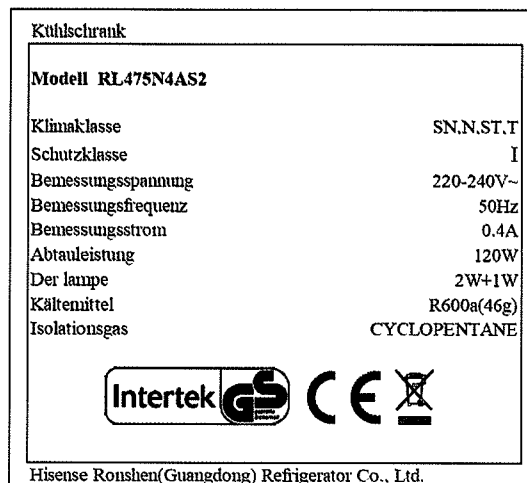 Kühlschrank
Modell RL475N4AS2
Klimaklasse SN,N,ST,T
Schutzklasse I
Bemessungsspannung 220-240V~
Bemessungsfrequenz 50Hz
Bemessungsstrom 0.4A
Abtauleistung 120W
Der lampe 2W+1W
Kältemittel R600a(46g)
Isolationsgas CYCLOPENTANE
Intertek GS CE
Hisense Ronshen(Guangdong) Refrigerator Co., Ltd.